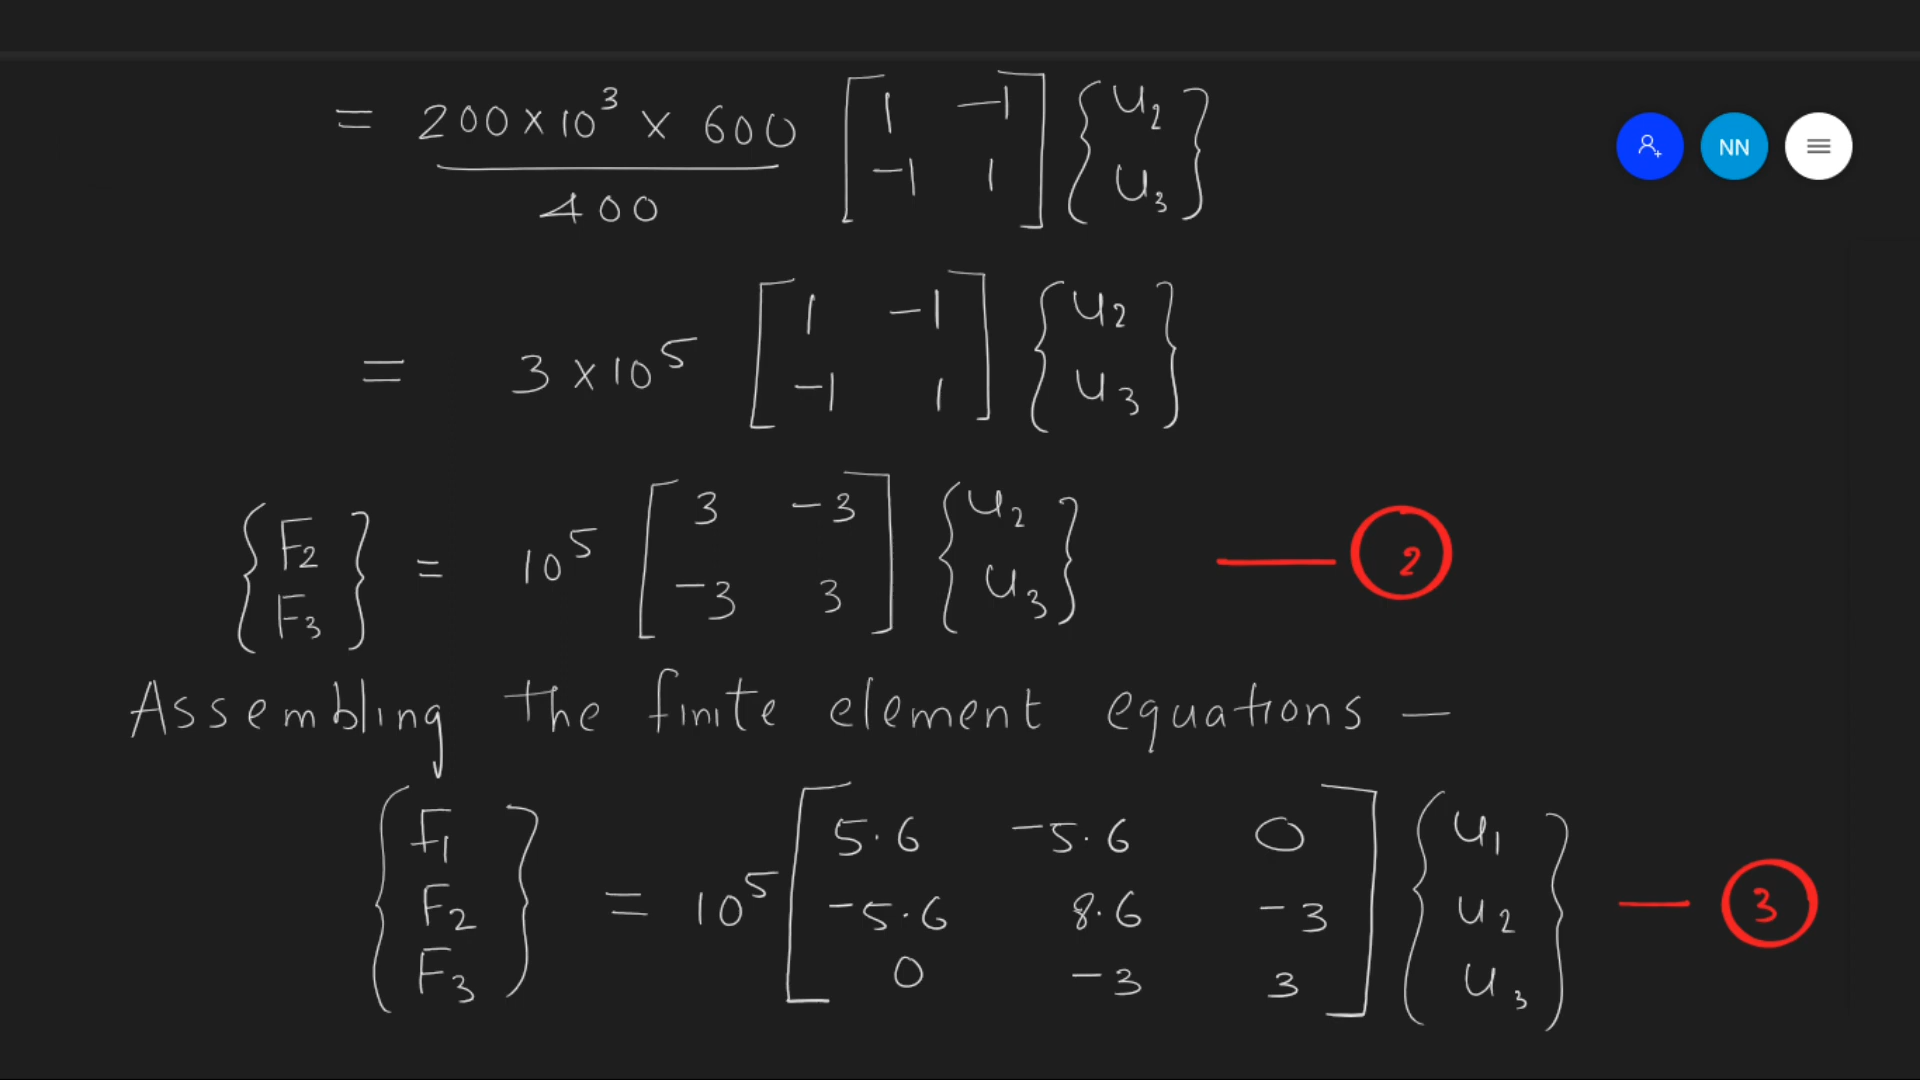 = 200×10³ × 600 / 400 [1 −1; −1 1] {u₂; u₃}
NN
= 3×10⁵ [1 −1; −1 1] {u₂; u₃}
{F₂; F₃} = 10⁵ [3 −3; −3 3] {u₂; u₃} — 2
Assembling the finite element equations —
{F₁; F₂; F₃} = 10⁵ [5.6 −5.6 0; −5.6 8.6 −3; 0 −3 3] {u₁; u₂; u₃} — 3